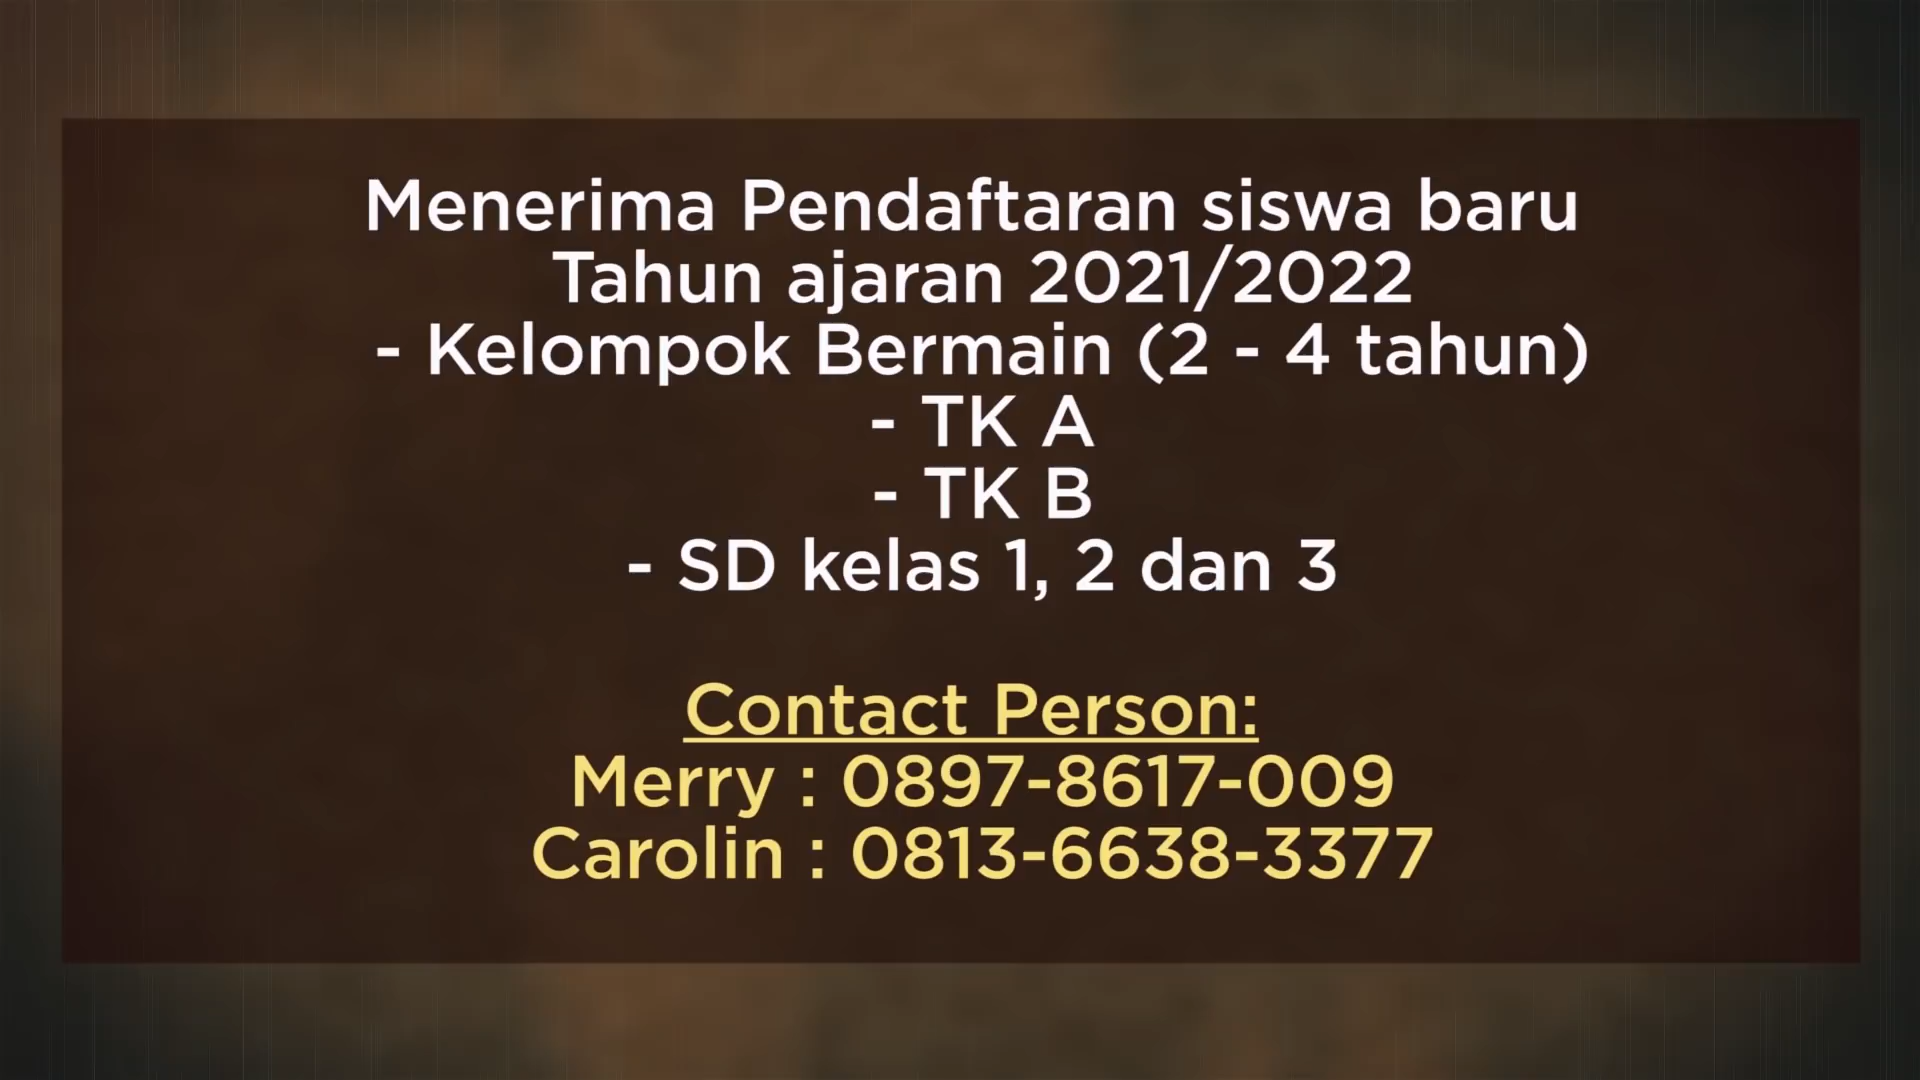 Menerima Pendaftaran siswa baru
Tahun ajaran 2021/2022
- Kelompok Bermain (2 - 4 tahun)
- TK A
- TK B
- SD kelas 1, 2 dan 3
Contact Person:
Merry : 0897-8617-009
Carolin : 0813-6638-3377